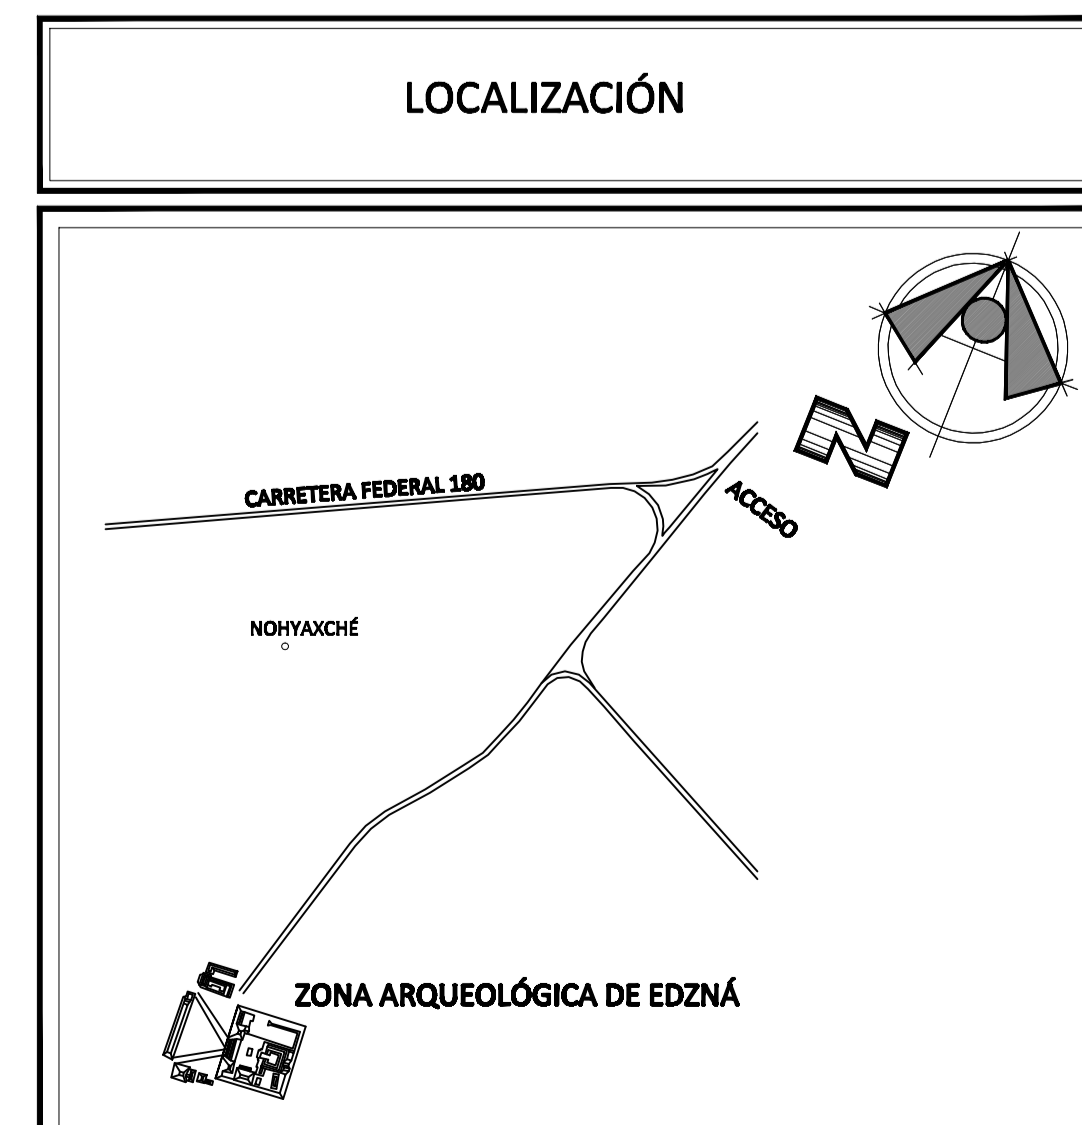 LOCALIZACIÓN
N
CARRETERA FEDERAL 180
ACCESO
NOHYAXCHÉ
ZONA ARQUEOLÓGICA DE EDZNÁ